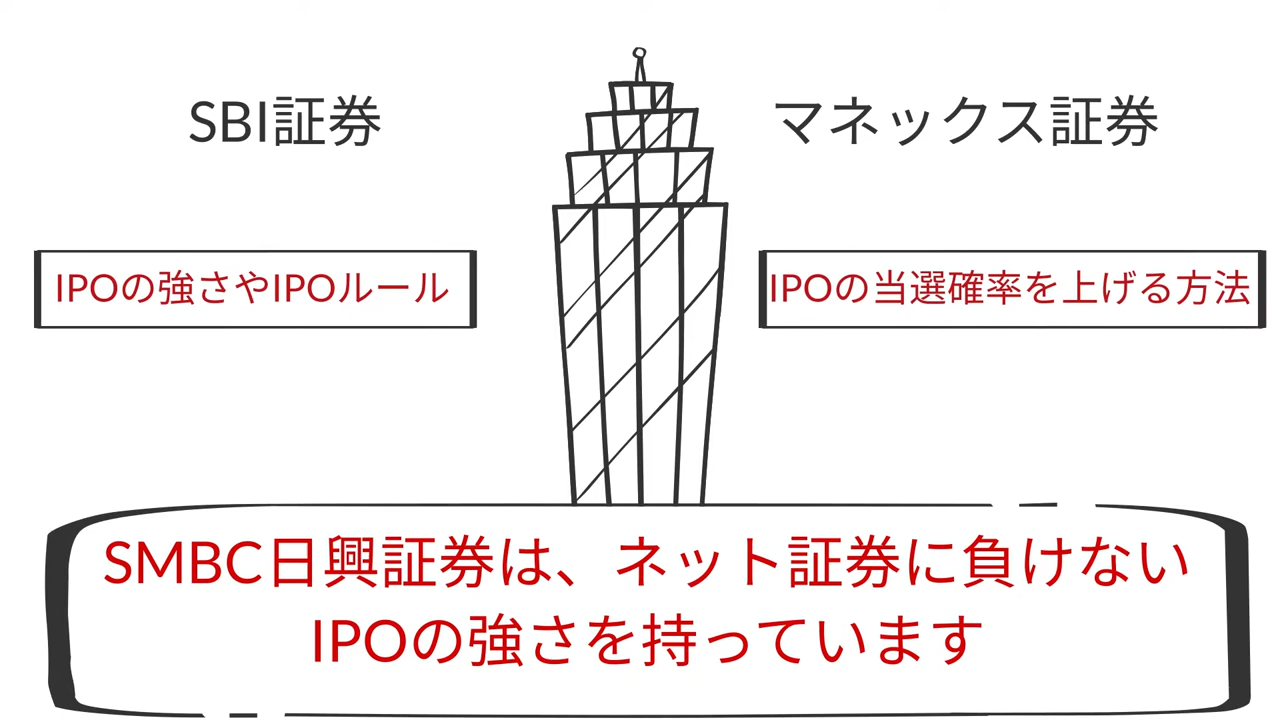 SBI証券
マネックス証券
IPOの強さやIPOルール
IPOの当選確率を上げる方法
SMBC日興証券は、ネット証券に負けない
IPOの強さを持っています